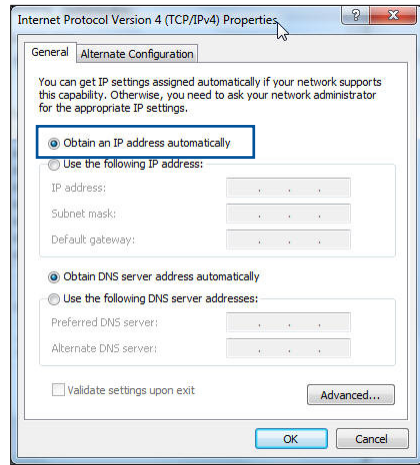 Internet Protocol Version 4 (TCP/IPv4) Properties
General
Alternate Configuration
You can get IP settings assigned automatically if your network supports
this capability. Otherwise, you need to ask your network administrator
for the appropriate IP settings.
Obtain an IP address automatically
Use the following IP address:
IP address:
Subnet mask:
Default gateway:
Obtain DNS server address automatically
Use the following DNS server addresses:
Preferred DNS server:
Alternate DNS server:
Validate settings upon exit
Advanced...
OK
Cancel